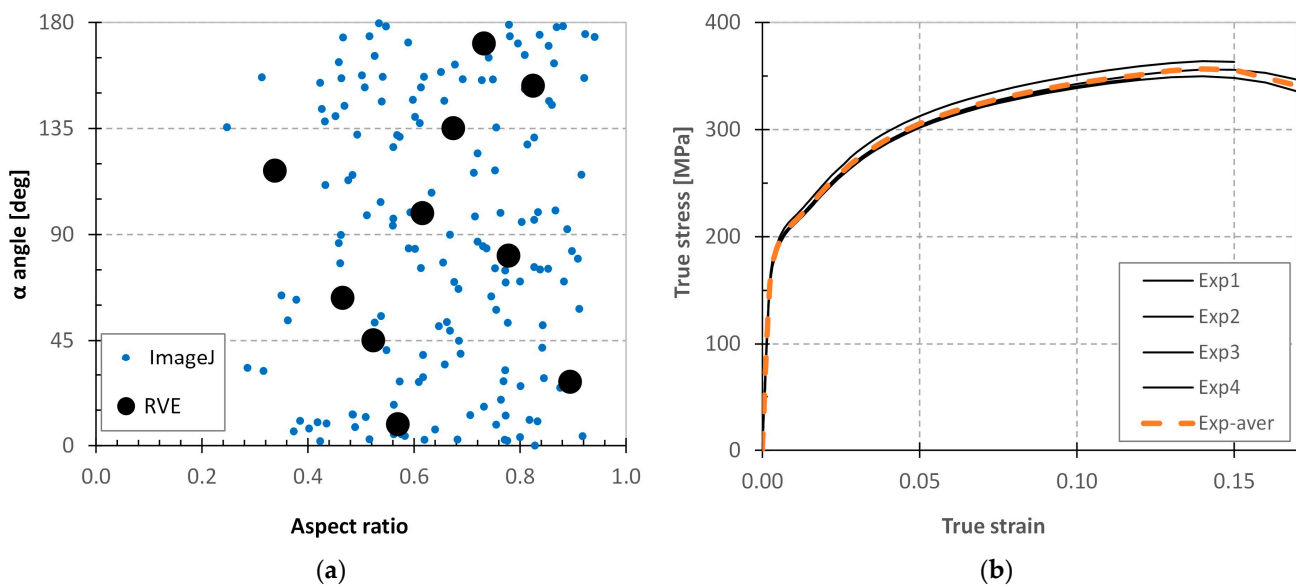 180
135
90
45
0
α angle [deg]
0.0
0.2
0.4
0.6
0.8
1.0
Aspect ratio
ImageJ
RVE
(a)
400
300
200
100
0
True stress [MPa]
0.00
0.05
0.10
0.15
True strain
Exp1
Exp2
Exp3
Exp4
Exp-aver
(b)